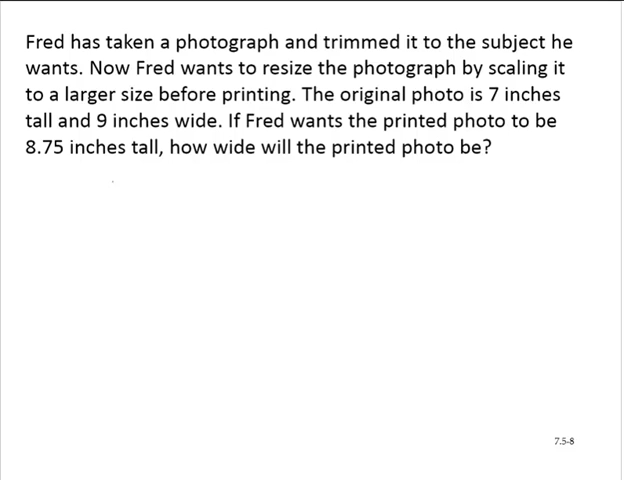 Fred has taken a photograph and trimmed it to the subject he
wants. Now Fred wants to resize the photograph by scaling it
to a larger size before printing. The original photo is 7 inches
tall and 9 inches wide. If Fred wants the printed photo to be
8.75 inches tall, how wide will the printed photo be?
7.5-8